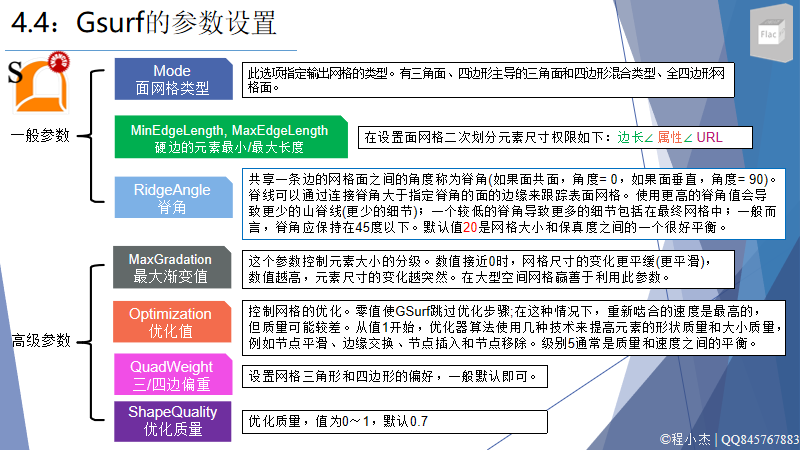 4.4：Gsurf的参数设置
Flac
S
一般参数
Mode
面网格类型
此选项指定输出网格的类型。有三角面、四边形主导的三角面和四边形混合类型、全四边形网
格面。
MinEdgeLength, MaxEdgeLength
硬边的元素最小/最大长度
在设置面网格二次划分元素尺寸权限如下：边长∠ 属性∠ URL
RidgeAngle
脊角
共享一条边的网格面之间的角度称为脊角(如果面共面，角度= 0，如果面垂直，角度= 90)。
脊线可以通过连接脊角大于指定脊角的面的边缘来跟踪表面网格。 使用更高的脊角值会导
致更少的山脊线(更少的细节)；一个较低的脊角导致更多的细节包括在最终网格中；一般而
言，脊角应保持在45度以下。默认值20是网格大小和保真度之间的一个很好平衡。
高级参数
MaxGradation
最大渐变值
这个参数控制元素大小的分级。数值接近0时，网格尺寸的变化更平缓(更平滑)，
数值越高，元素尺寸的变化越突然。在大型空间网格赢善于利用此参数。
Optimization
优化值
控制网格的优化。零值使GSurf跳过优化步骤;在这种情况下，重新啮合的速度是最高的，
但质量可能较差。从值1开始，优化器算法使用几种技术来提高元素的形状质量和大小质量，
例如节点平滑、边缘交换、节点插入和节点移除。级别5通常是质量和速度之间的平衡。
QuadWeight
三/四边偏重
设置网格三角形和四边形的偏好，一般默认即可。
ShapeQuality
优化质量
优化质量，值为0～1，默认0.7
©程小杰 | QQ845767883